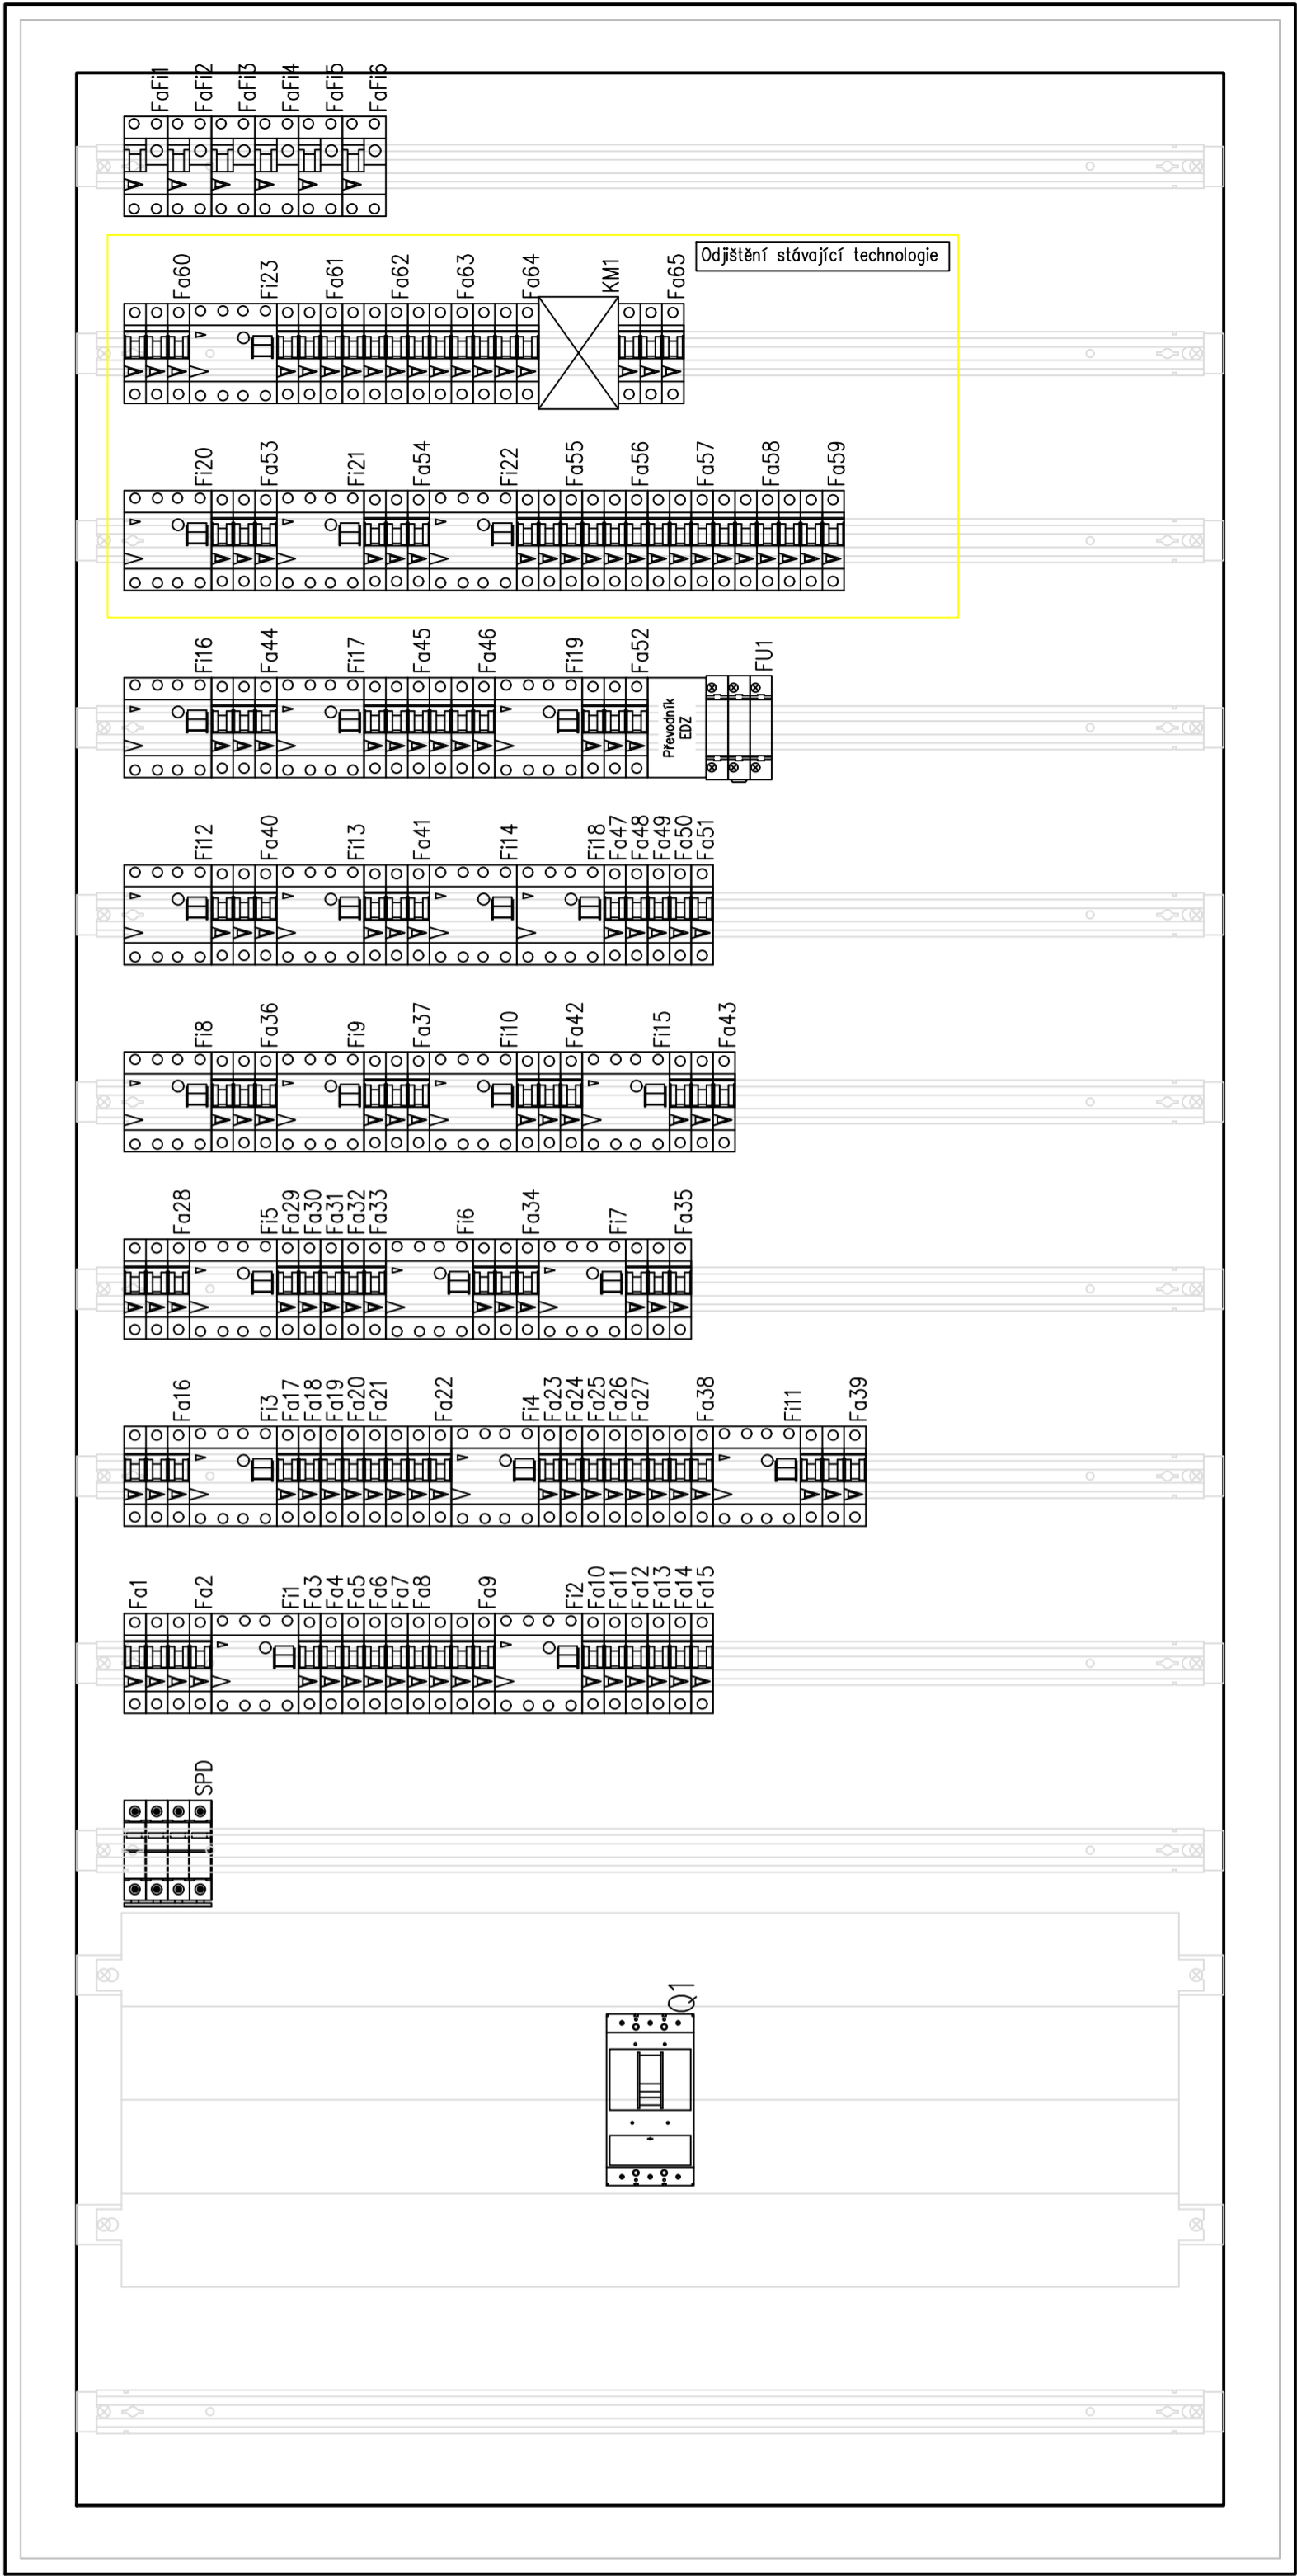 FaFi1 FaFi2 FaFi3 FaFi4 FaFi5 FaFi6
Odjištění stávající technologie
Fa60 Fi23 Fa61 Fa62 Fa63 Fa64 KM1 Fa65
Fi20 Fa53 Fi21 Fa54 Fi22 Fa55 Fa56 Fa57 Fa58 Fa59
Fi16 Fa44 Fi17 Fa45 Fa46 Fi19 Fa52 FU1
Převodník
EDZ
Fi12 Fa40 Fi13 Fa41 Fi14 Fi18 Fa47 Fa48 Fa49 Fa50 Fa51
Fi8 Fa36 Fi9 Fa37 Fi10 Fa42 Fi15 Fa43
Fa28 Fi5 Fa29 Fa30 Fa31 Fa32 Fa33 Fi6 Fa34 Fi7 Fa35
Fa16 Fi3 Fa17 Fa18 Fa19 Fa20 Fa21 Fa22 Fi4 Fa23 Fa24 Fa25 Fa26 Fa27 Fa38 Fi11 Fa39
Fa1 Fa2 Fi1 Fa3 Fa4 Fa5 Fa6 Fa7 Fa8 Fa9 Fi2 Fa10 Fa11 Fa12 Fa13 Fa14 Fa15
SPD
Q1